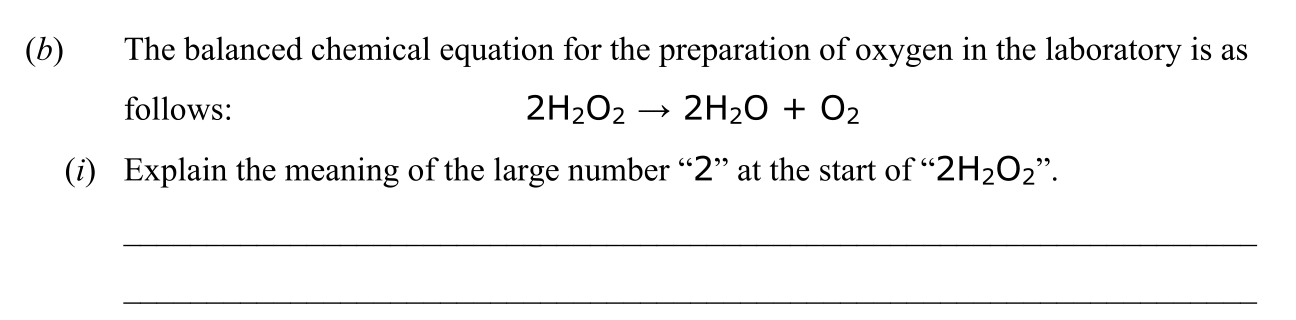 (b) The balanced chemical equation for the preparation of oxygen in the laboratory is as
follows: 2H₂O₂ → 2H₂O + O₂
(i) Explain the meaning of the large number “2” at the start of “2H₂O₂”.